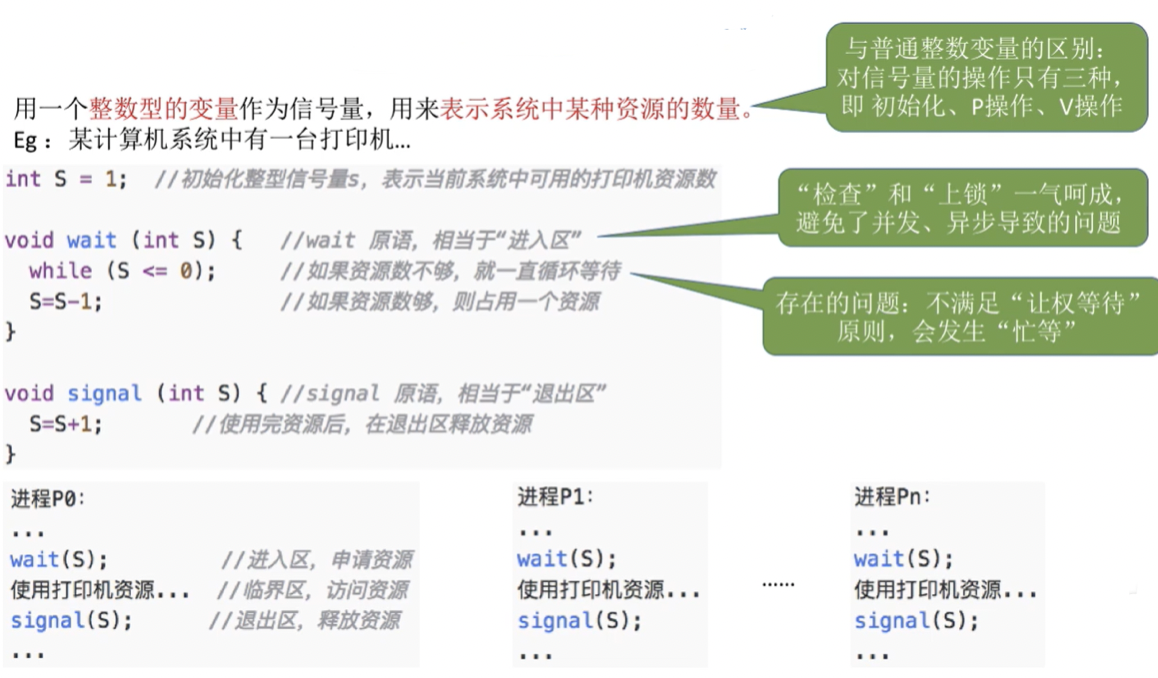 与普通整数变量的区别：
对信号量的操作只有三种，
即 初始化、P操作、V操作
用一个整数型的变量作为信号量，用来表示系统中某种资源的数量。
Eg：某计算机系统中有一台打印机...
int S = 1;  //初始化整型信号量s，表示当前系统中可用的打印机资源数
“检查”和“上锁”一气呵成，
避免了并发、异步导致的问题
void wait (int S) {   //wait 原语，相当于“进入区”
  while (S <= 0);     //如果资源数不够，就一直循环等待
  S=S-1;              //如果资源数够，则占用一个资源
}
存在的问题：不满足“让权等待”
原则，会发生“忙等”
void signal (int S) { //signal 原语，相当于“退出区”
  S=S+1;       //使用完资源后，在退出区释放资源
}
进程P0：
...
wait(S);         //进入区，申请资源
使用打印机资源...  //临界区，访问资源
signal(S);       //退出区，释放资源
...
进程P1：
...
wait(S);
使用打印机资源...
signal(S);
...
......
进程Pn：
...
wait(S);
使用打印机资源...
signal(S);
...